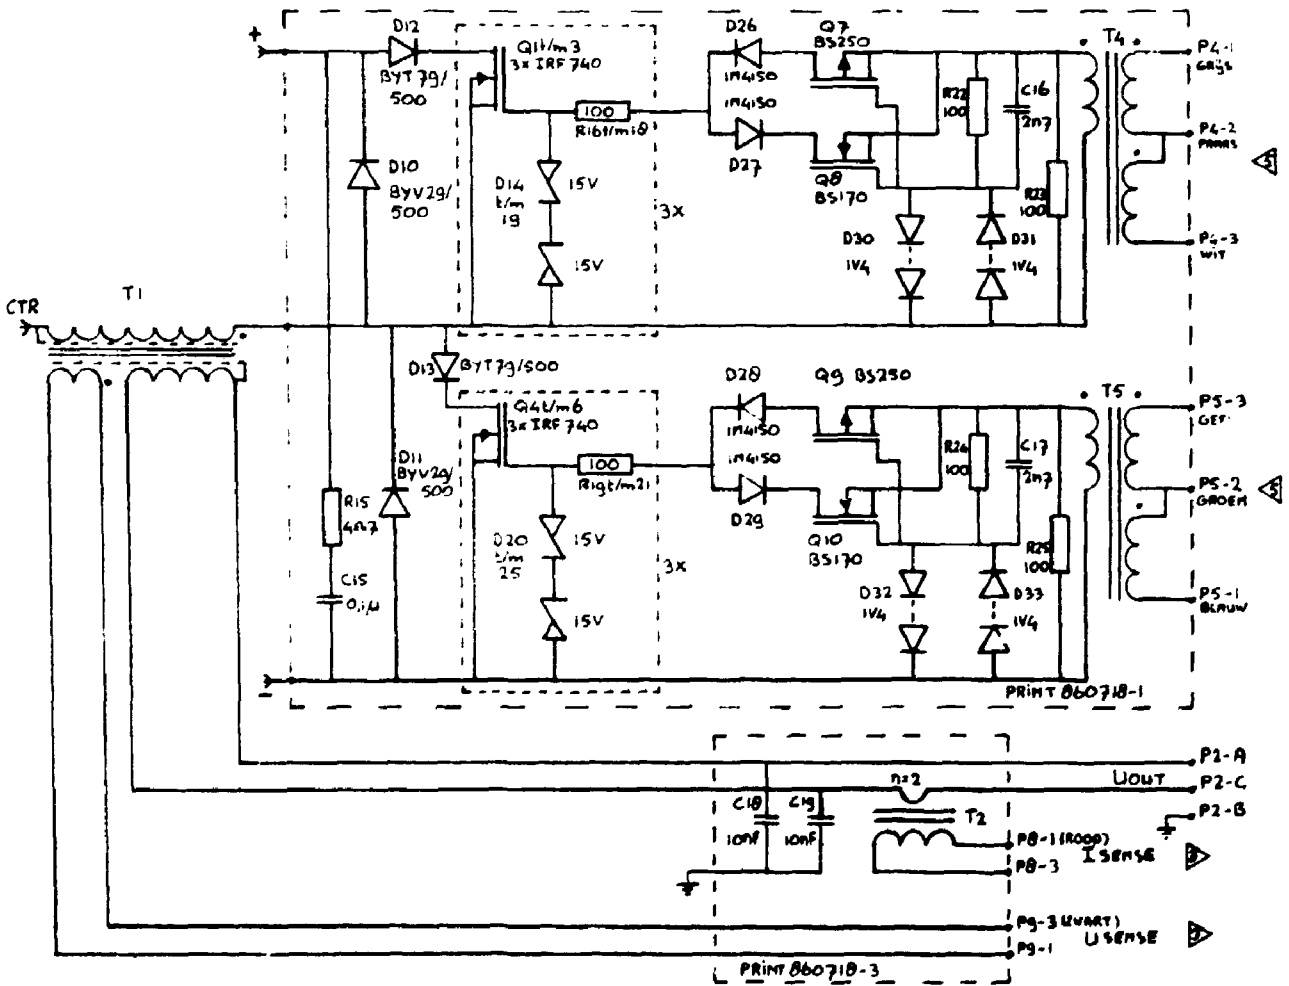 +
D12
BYT79/
500
Q1t/m3
3x IRF740
D10
BYV29/
500
D14
t/m
19
15V
15V
100
R16t/m18
3x
D26
1N4150
1N4150
D27
Q7
BS250
Q8
BS170
R22
100
C16
2n7
R23
100
D30
1V4
D31
1V4
T4
P4-1
GRIJS
P4-2
PAARS
P4-3
WIT
5
CTR
T1
D13
BYT79/500
Q4t/m6
3x IRF740
D11
BYV29/
500
R15
4Ω7
C15
0,1µ
D20
t/m
25
15V
15V
100
R19t/m21
3x
D28
1N4150
1N4150
D29
Q9 BS250
Q10
BS170
R24
100
C17
2n7
R25
100
D32
1V4
D33
1V4
T5
P5-3
P5-2
GROEN
P5-1
BLAUW
5
-
PRINT 860718-1
P2-A
n=2
UOUT
P2-C
P2-B
C18
10nF
C19
10nF
T2
P8-1(ROOD)
I SENSE
P8-3
P9-3(ZWART)
U SENSE
P9-1
PRINT 860718-3